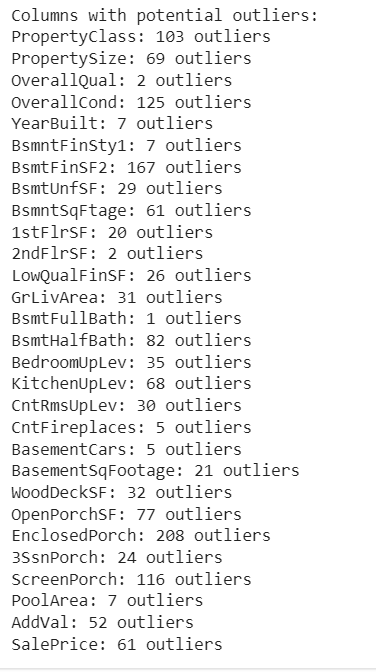 Columns with potential outliers:
PropertyClass: 103 outliers
PropertySize: 69 outliers
OverallQual: 2 outliers
OverallCond: 125 outliers
YearBuilt: 7 outliers
BsmntFinSty1: 7 outliers
BsmtFinSF2: 167 outliers
BsmtUnfSF: 29 outliers
BsmntSqFtage: 61 outliers
1stFlrSF: 20 outliers
2ndFlrSF: 2 outliers
LowQualFinSF: 26 outliers
GrLivArea: 31 outliers
BsmtFullBath: 1 outliers
BsmtHalfBath: 82 outliers
BedroomUpLev: 35 outliers
KitchenUpLev: 68 outliers
CntRmsUpLev: 30 outliers
CntFireplaces: 5 outliers
BasementCars: 5 outliers
BasementSqFootage: 21 outliers
WoodDeckSF: 32 outliers
OpenPorchSF: 77 outliers
EnclosedPorch: 208 outliers
3SsnPorch: 24 outliers
ScreenPorch: 116 outliers
PoolArea: 7 outliers
AddVal: 52 outliers
SalePrice: 61 outliers